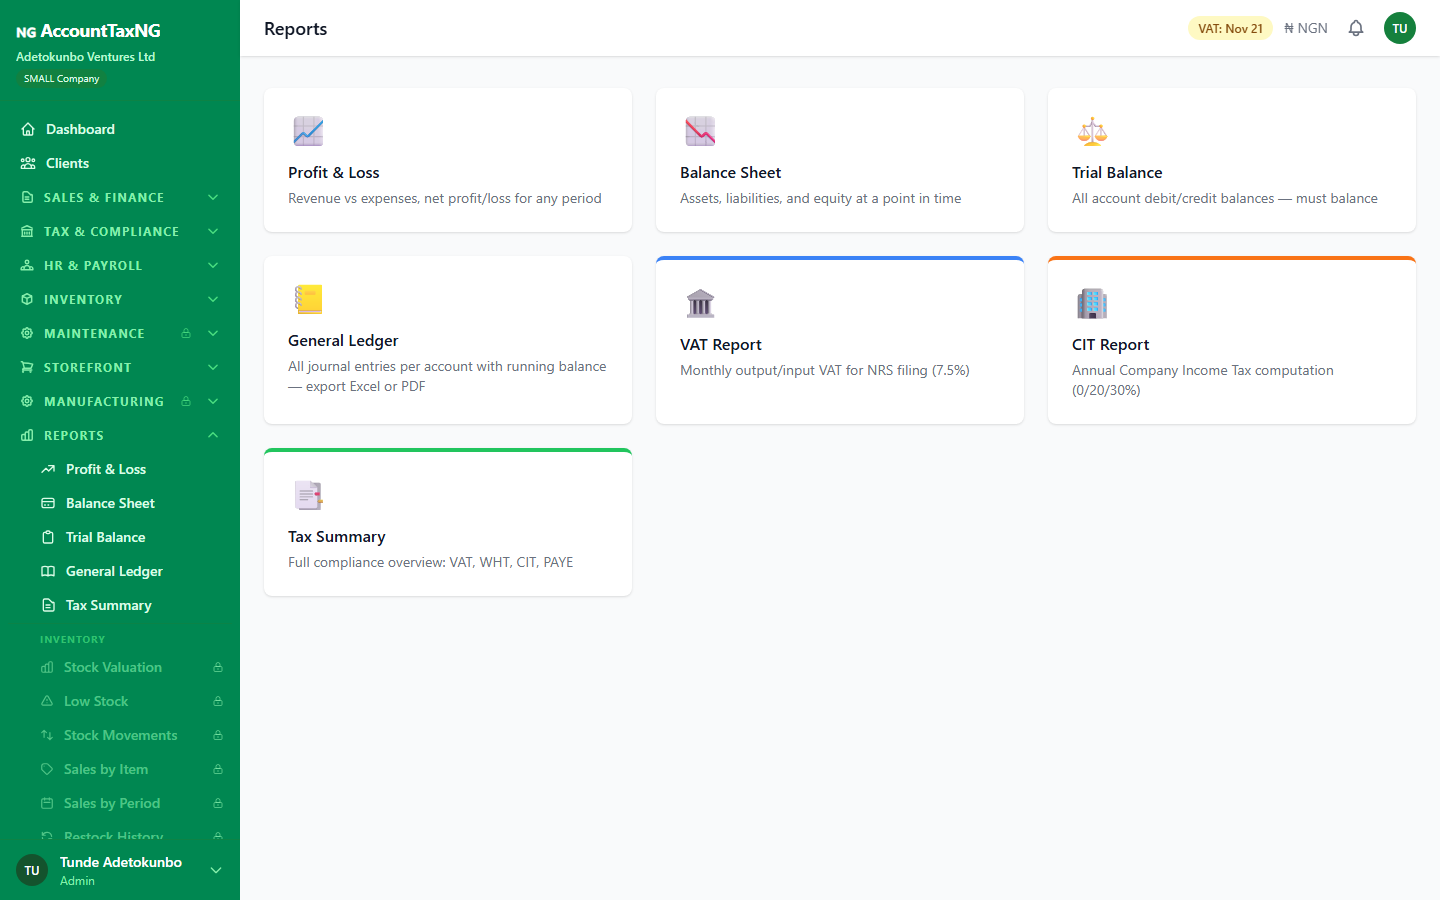 NG AccountTaxNG
Adetokunbo Ventures Ltd
SMALL Company
Dashboard
Clients
SALES & FINANCE
TAX & COMPLIANCE
HR & PAYROLL
INVENTORY
MAINTENANCE
STOREFRONT
MANUFACTURING
REPORTS
Profit & Loss
Balance Sheet
Trial Balance
General Ledger
Tax Summary
INVENTORY
Stock Valuation
Low Stock
Stock Movements
Sales by Item
Sales by Period
Restock History
TU
Tunde Adetokunbo
Admin
Reports
VAT: Nov 21
₦ NGN
TU
Profit & Loss
Revenue vs expenses, net profit/loss for any period
Balance Sheet
Assets, liabilities, and equity at a point in time
Trial Balance
All account debit/credit balances — must balance
General Ledger
All journal entries per account with running balance
— export Excel or PDF
VAT Report
Monthly output/input VAT for NRS filing (7.5%)
CIT Report
Annual Company Income Tax computation
(0/20/30%)
Tax Summary
Full compliance overview: VAT, WHT, CIT, PAYE